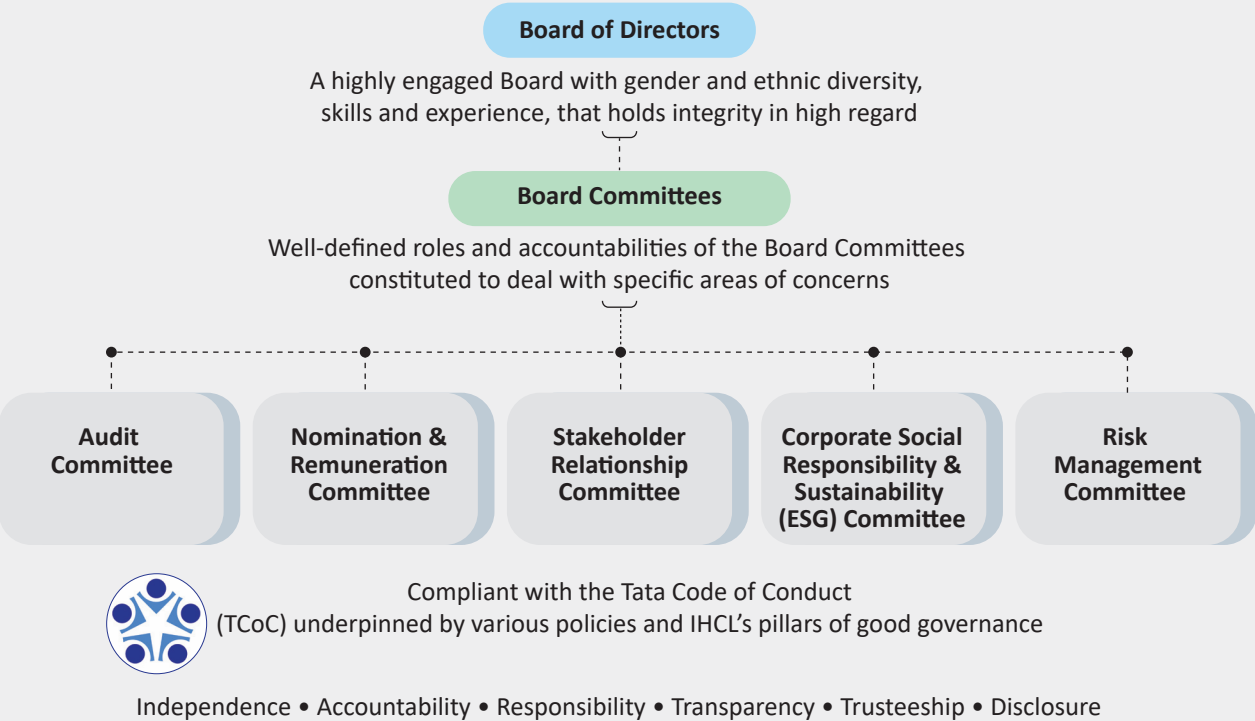 Board of Directors
A highly engaged Board with gender and ethnic diversity,
skills and experience, that holds integrity in high regard
Board Committees
Well-defined roles and accountabilities of the Board Committees
constituted to deal with specific areas of concerns
Audit
Committee
Nomination &
Remuneration
Committee
Stakeholder
Relationship
Committee
Corporate Social
Responsibility &
Sustainability
(ESG) Committee
Risk
Management
Committee
Compliant with the Tata Code of Conduct
(TCoC) underpinned by various policies and IHCL’s pillars of good governance
Independence • Accountability • Responsibility • Transparency • Trusteeship • Disclosure